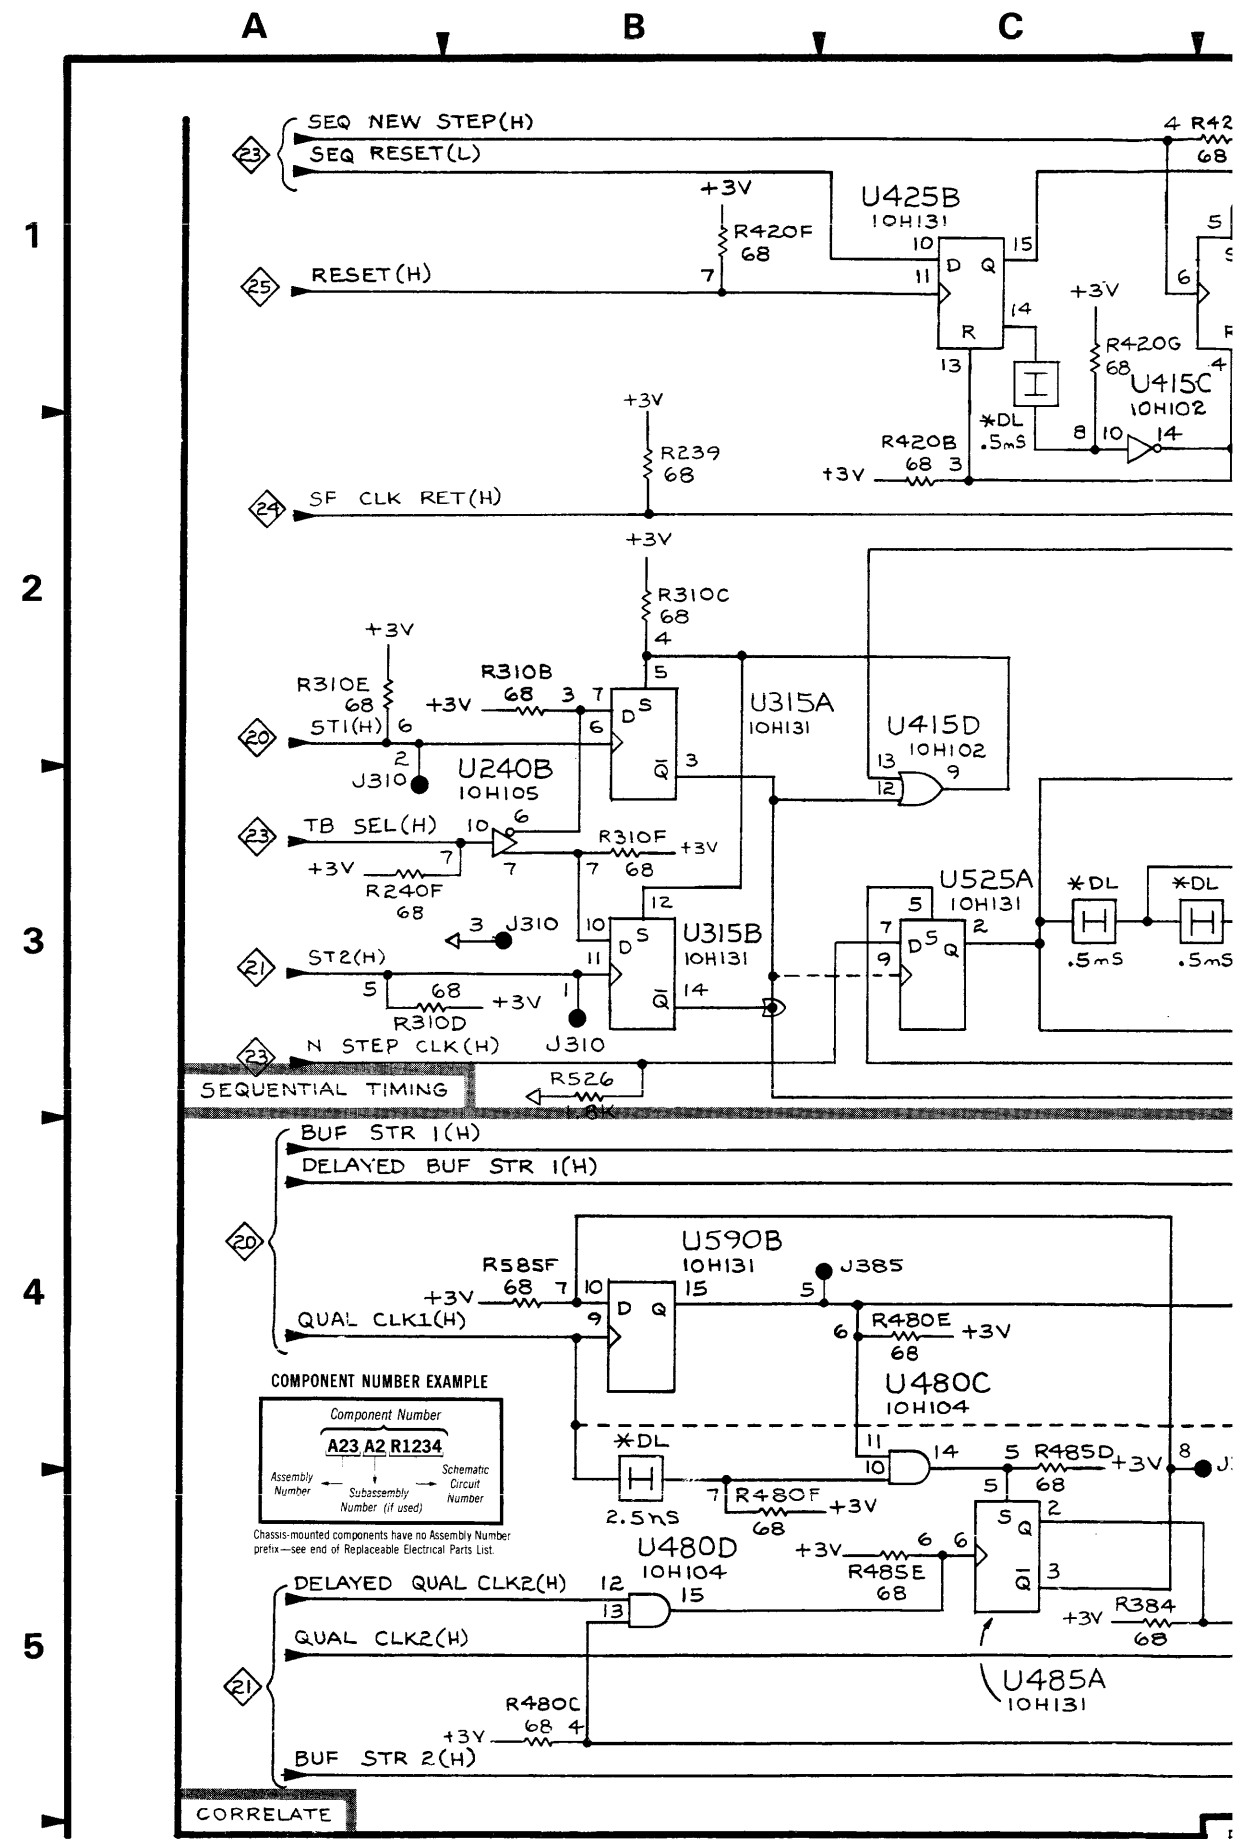 A B C
SEQ NEW STEP(H)
23
SEQ RESET(L)
4
68
1
+3V
R420F
68
7
U425B
10H131
10
15
D Q
11
14
R
13
5
6
4
25
RESET(H)
+3V
R420G
68
U415C
10H102
*DL
.5mS
8
10
14
R420B
68
3
+3V
+3V
R239
68
24
SF CLK RET(H)
2
+3V
R310C
68
4
5
+3V
R310E
68
6
R310B
68
3
7
+3V
6
D S
Q̅
3
U315A
10H131
U415D
10H102
13
12
9
20
ST1(H)
2
J310
U240B
10H105
6
23
TB SEL(H)
10
7
7
+3V
R240F
68
R310F
7
68
+3V
3
12
3
J310
10
D S
11
Q̅
14
U315B
10H131
U525A
10H131
5
7
9
D S
Q
2
*DL
.5mS
*DL
.5mS
21
ST2(H)
5
68
+3V
R310D
1
J310
23
N STEP CLK(H)
R526
1.8K
SEQUENTIAL TIMING
BUF STR 1(H)
DELAYED BUF STR 1(H)
20
4
U590B
10H131
R585F
68
7
10
+3V
9
D Q
15
5
J385
QUAL CLK1(H)
6
R480E
68
+3V
COMPONENT NUMBER EXAMPLE
Component Number
A23 A2 R1234
Assembly Number
Subassembly Number (if used)
Schematic Circuit Number
Chassis-mounted components have no Assembly Number
prefix—see end of Replaceable Electrical Parts List.
U480C
10H104
11
10
14
*DL
2.5nS
7
R480F
68
+3V
5
R485D
68
+3V
8
5
S
Q
2
Q̅
3
U480D
10H104
+3V
R485E
68
6
6
5
DELAYED QUAL CLK2(H)
12
13
15
+3V
R384
68
QUAL CLK2(H)
U485A
10H131
21
R480C
68
4
+3V
BUF STR 2(H)
CORRELATE